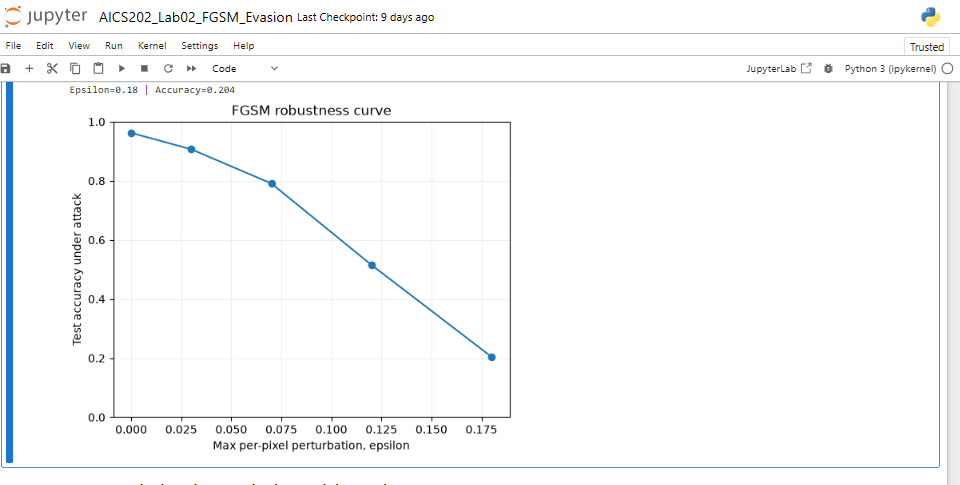 jupyter AICS202_Lab02_FGSM_Evasion Last Checkpoint: 9 days ago
File Edit View Run Kernel Settings Help
Trusted
Code
JupyterLab
Python 3 (ipykernel)
Epsilon=0.18 | Accuracy=0.204
FGSM robustness curve
1.0
0.8
0.6
0.4
0.2
0.0
Test accuracy under attack
0.000 0.025 0.050 0.075 0.100 0.125 0.150 0.175
Max per-pixel perturbation, epsilon